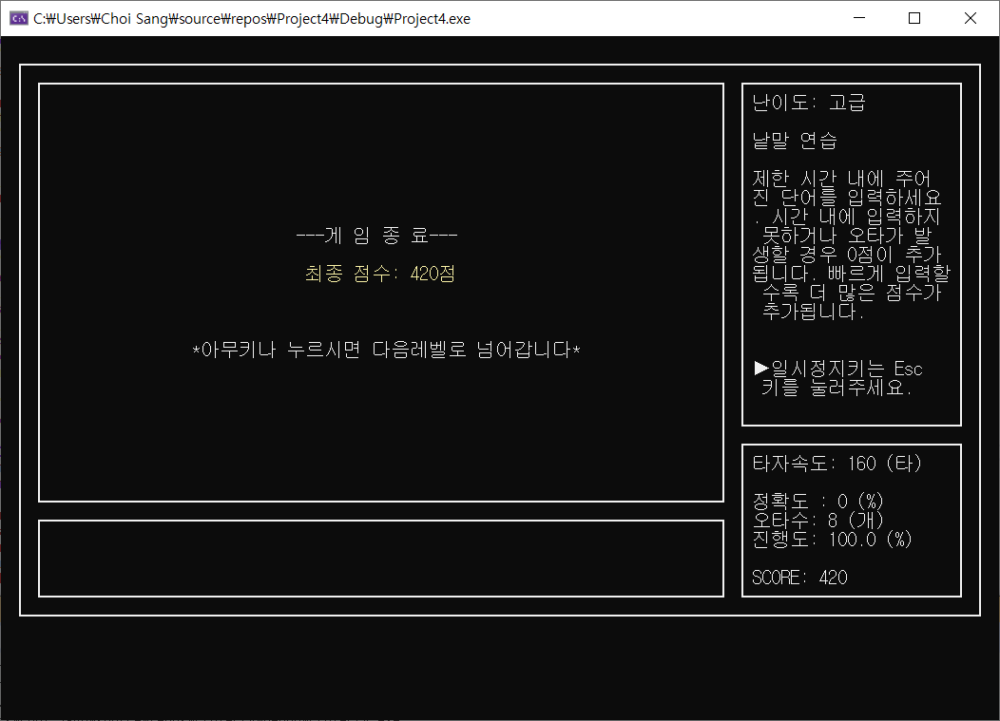 C:₩Users₩Choi Sang₩source₩repos₩Project4₩Debug₩Project4.exe
---게 임 종 료---
최종 점수: 420점
*아무키나 누르시면 다음레벨로 넘어갑니다*
난이도: 고급
낱말 연습
제한 시간 내에 주어
진 단어를 입력하세요
. 시간 내에 입력하지
못하거나 오타가 발
생할 경우 0점이 추가
됩니다. 빠르게 입력할
수록 더 많은 점수가
추가됩니다.
▶일시정지키는 Esc
키를 눌러주세요.
타자속도: 160 (타)
정확도 : 0 (%)
오타수: 8 (개)
진행도: 100.0 (%)
SCORE: 420